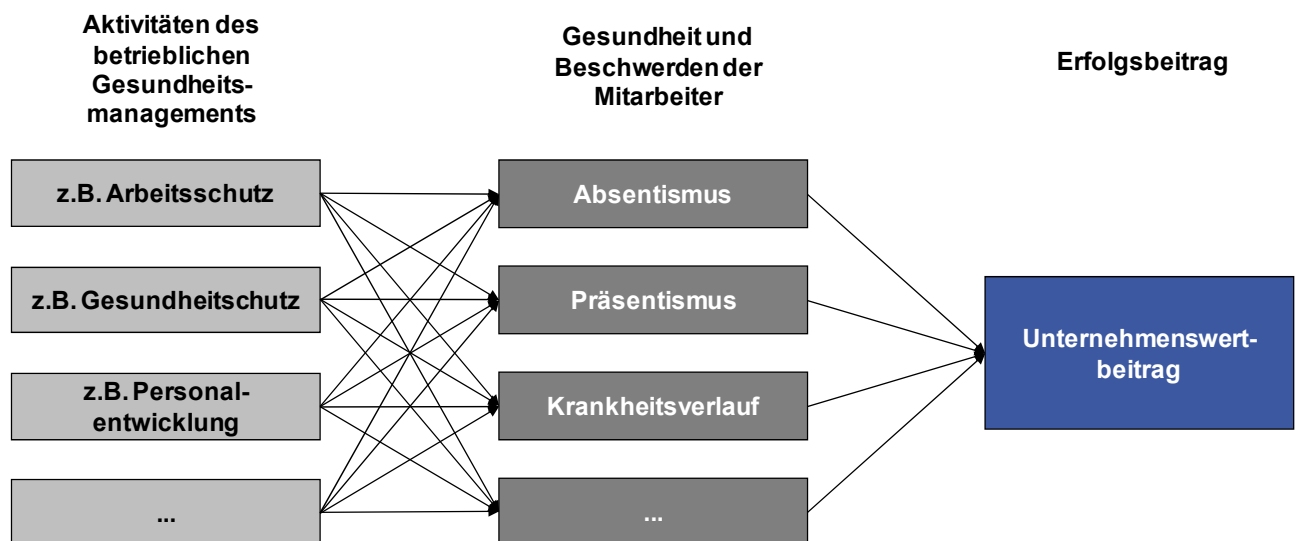 Aktivitäten des
betrieblichen
Gesundheits-
managements
Gesundheit und
Beschwerden der
Mitarbeiter
Erfolgsbeitrag
z.B. Arbeitsschutz
Absentismus
z.B. Gesundheitschutz
Präsentismus
Unternehmenswert-
beitrag
z.B. Personal-
entwicklung
Krankheitsverlauf
...
...